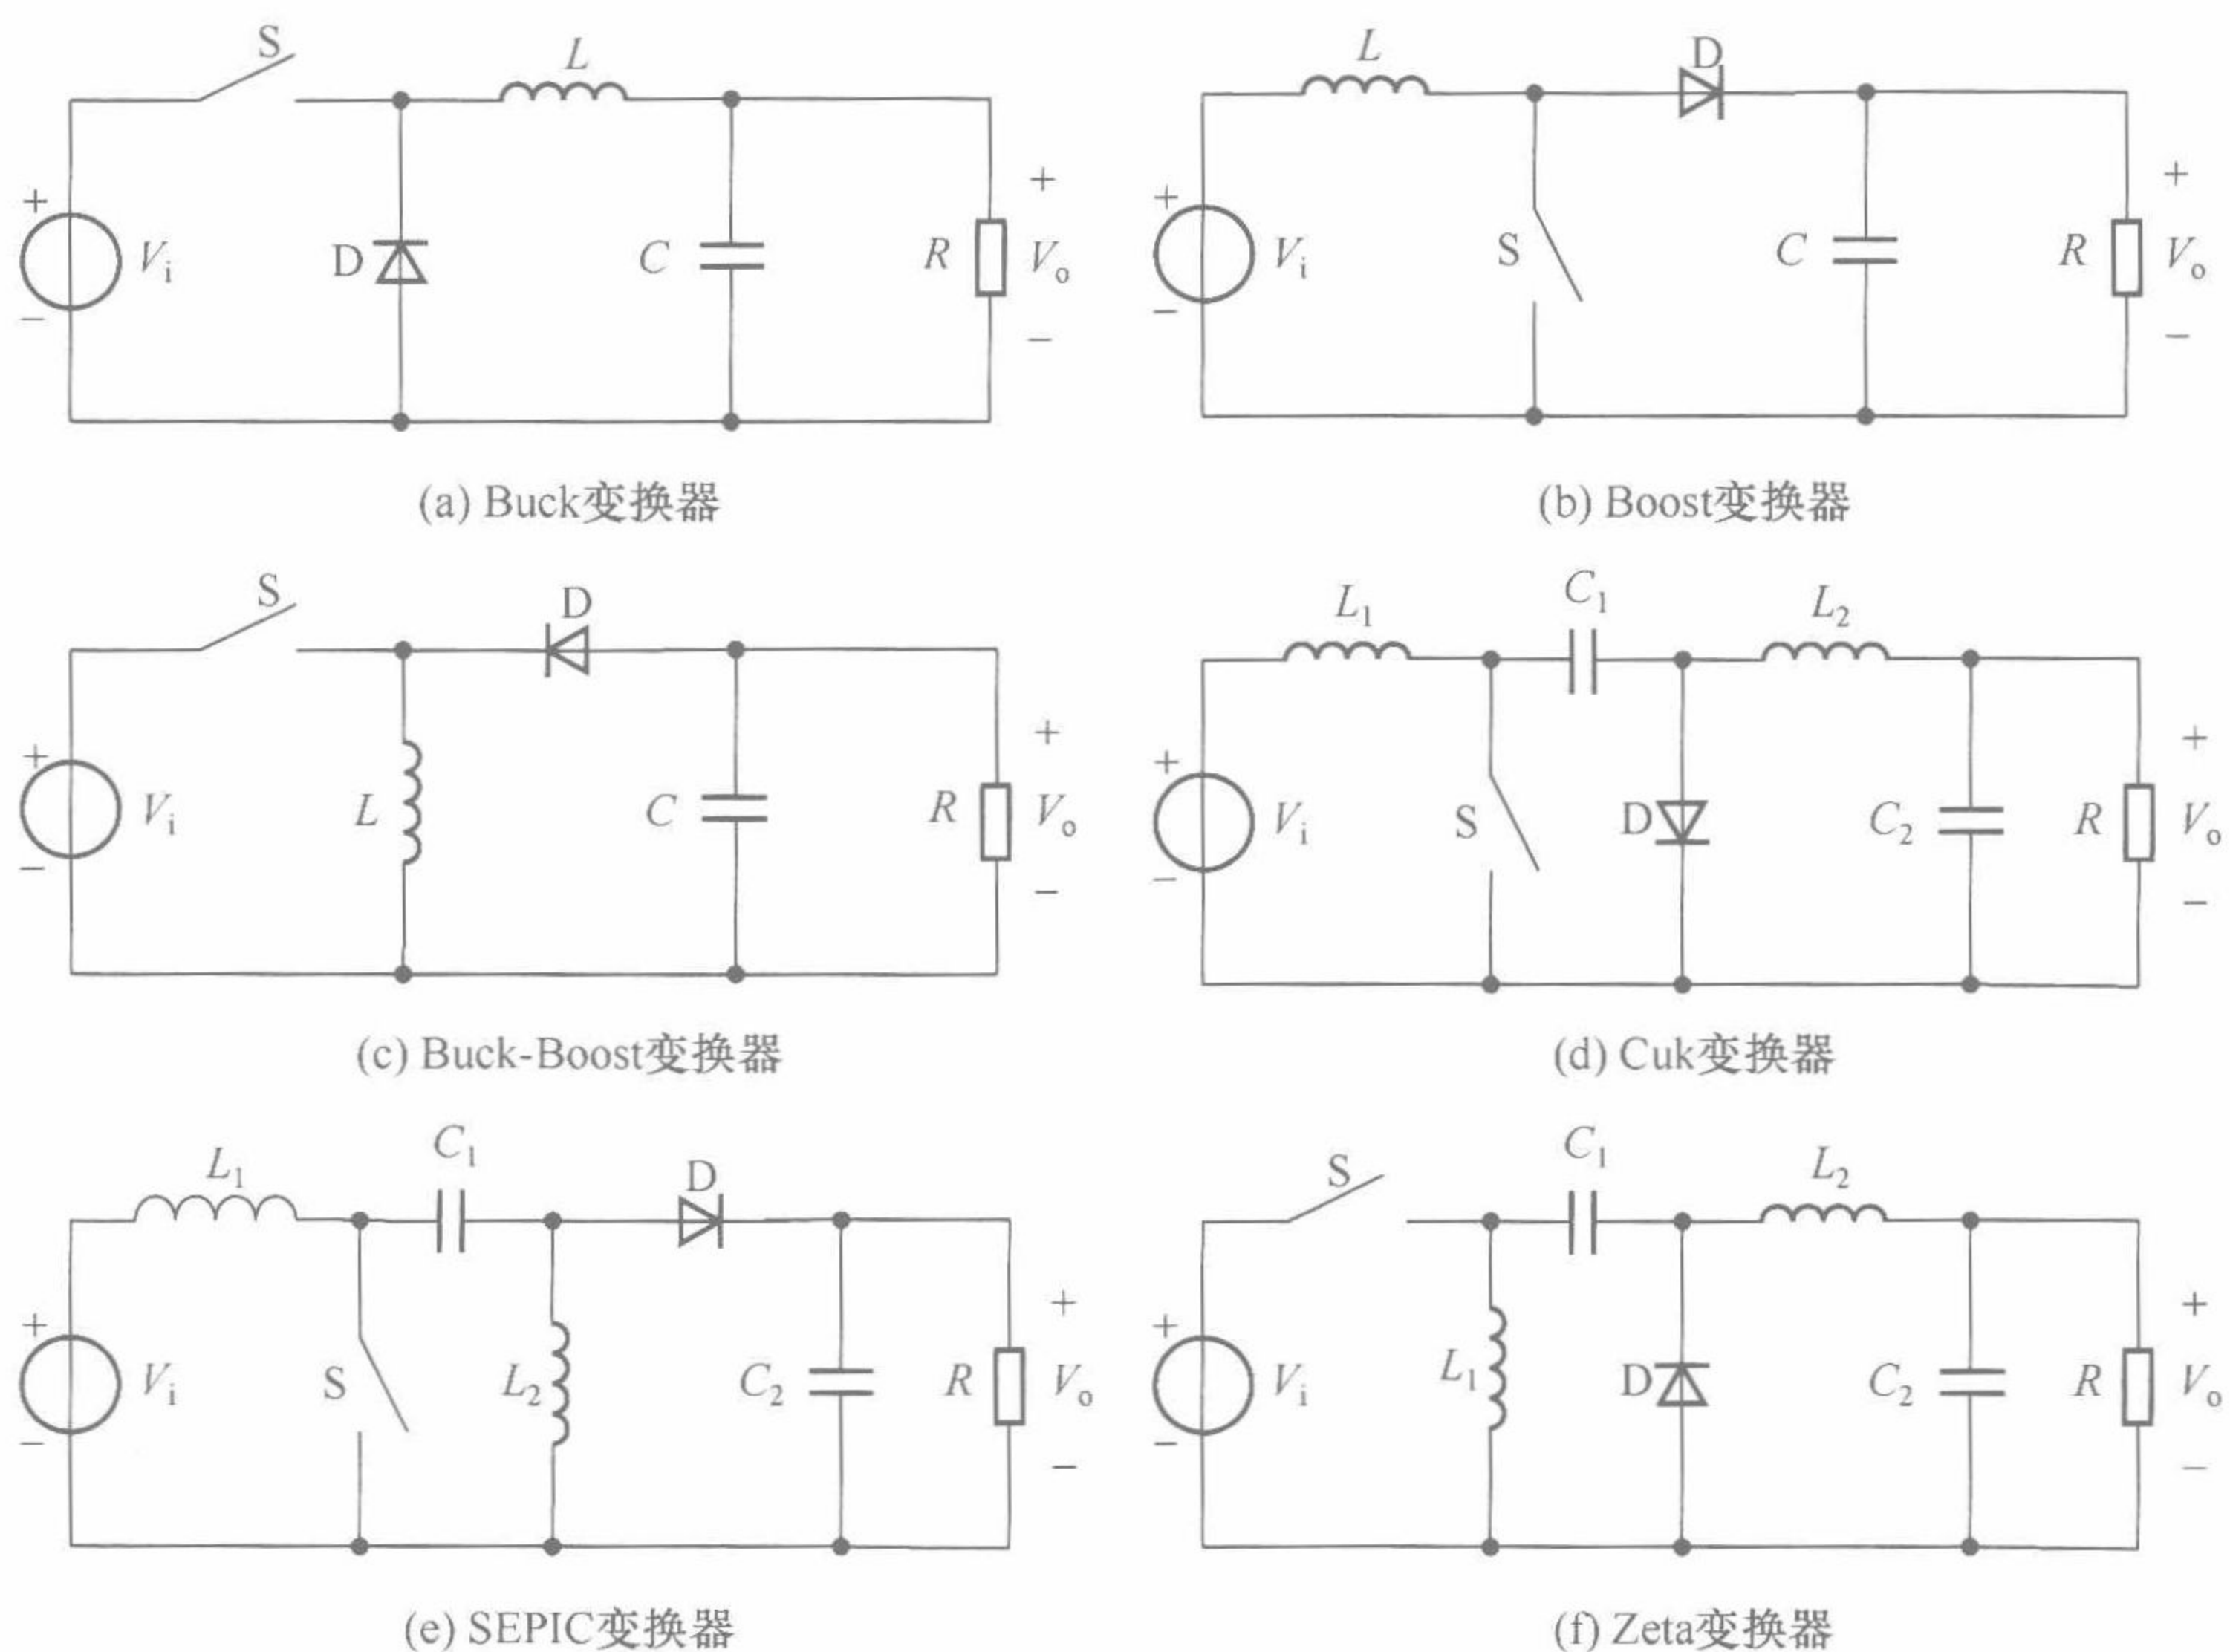 S
L
+
V_i
−
D
C
R
+
V_o
−
(a) Buck变换器
L
D
+
V_i
−
S
C
R
+
V_o
−
(b) Boost变换器
S
D
+
V_i
−
L
C
R
+
V_o
−
(c) Buck-Boost变换器
L_1
C_1
L_2
+
V_i
−
S
D
C_2
R
+
V_o
−
(d) Cuk变换器
L_1
C_1
D
+
V_i
−
S
L_2
C_2
R
+
V_o
−
(e) SEPIC变换器
S
C_1
L_2
+
V_i
−
L_1
D
C_2
R
+
V_o
−
(f) Zeta变换器